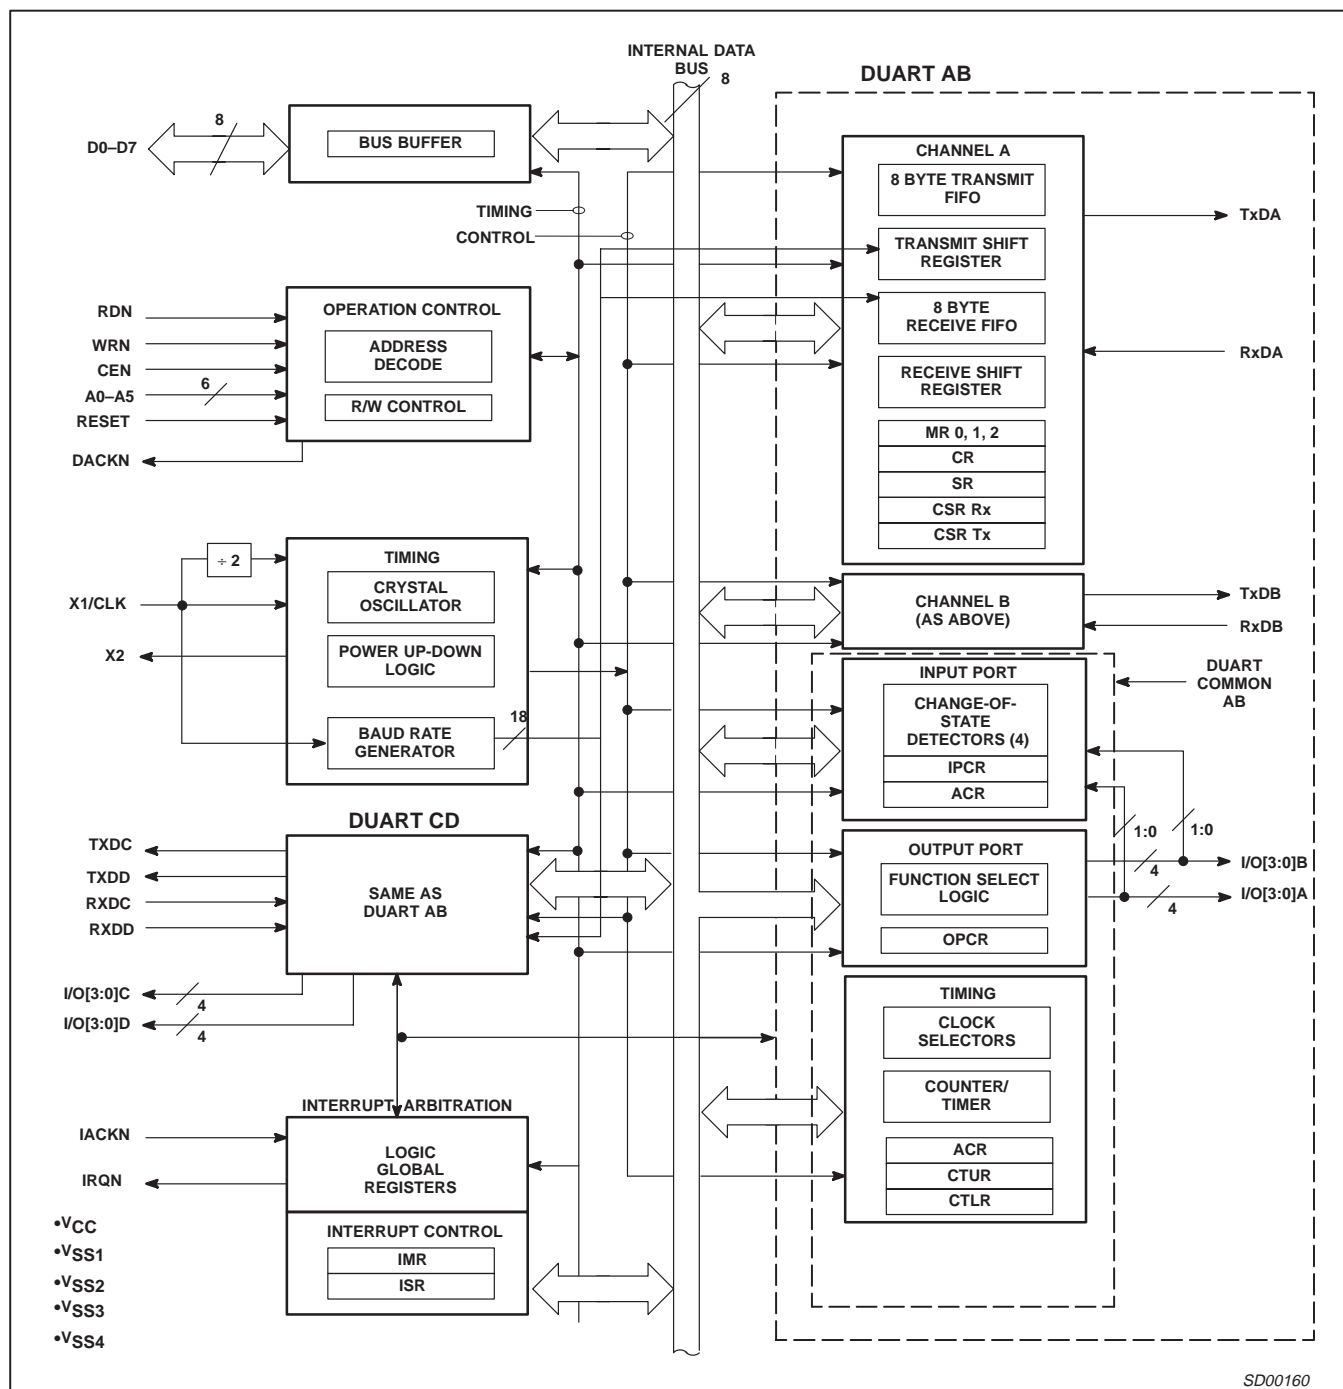 INTERNAL DATA
BUS
8
DUART AB
D0–D7
8
BUS BUFFER
TIMING
CONTROL
RDN
WRN
CEN
A0–A5
6
RESET
DACKN
OPERATION CONTROL
ADDRESS
DECODE
R/W CONTROL
CHANNEL A
8 BYTE TRANSMIT
FIFO
TRANSMIT SHIFT
REGISTER
8 BYTE
RECEIVE FIFO
RECEIVE SHIFT
REGISTER
MR 0, 1, 2
CR
SR
CSR Rx
CSR Tx
TxDA
RxDA
÷ 2
X1/CLK
X2
TIMING
CRYSTAL
OSCILLATOR
POWER UP-DOWN
LOGIC
BAUD RATE
GENERATOR
18
CHANNEL B
(AS ABOVE)
TxDB
RxDB
DUART
COMMON
AB
INPUT PORT
CHANGE-OF-
STATE
DETECTORS (4)
IPCR
ACR
1:0
1:0
DUART CD
TXDC
TXDD
RXDC
RXDD
SAME AS
DUART AB
I/O[3:0]C
4
I/O[3:0]D
4
OUTPUT PORT
FUNCTION SELECT
LOGIC
OPCR
4
I/O[3:0]B
4
I/O[3:0]A
TIMING
CLOCK
SELECTORS
COUNTER/
TIMER
ACR
CTUR
CTLR
INTERRUPT ARBITRATION
IACKN
IRQN
LOGIC
GLOBAL
REGISTERS
INTERRUPT CONTROL
IMR
ISR
•VCC
•VSS1
•VSS2
•VSS3
•VSS4
SD00160